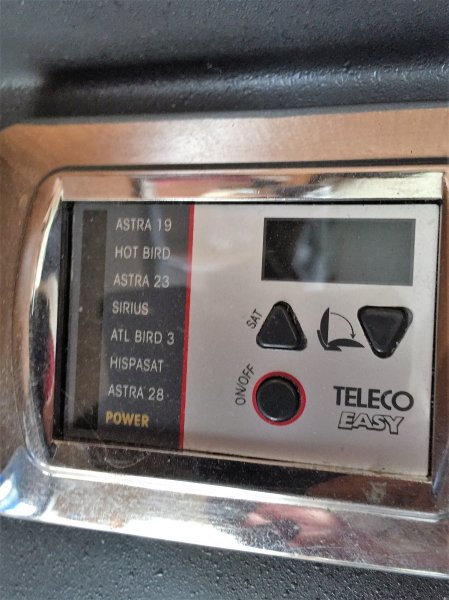 ASTRA 19
HOT BIRD
ASTRA 23
SIRIUS
ATL BIRD 3
HISPASAT
ASTRA 28
POWER
SAT
ON/OFF
TELECO
EASY